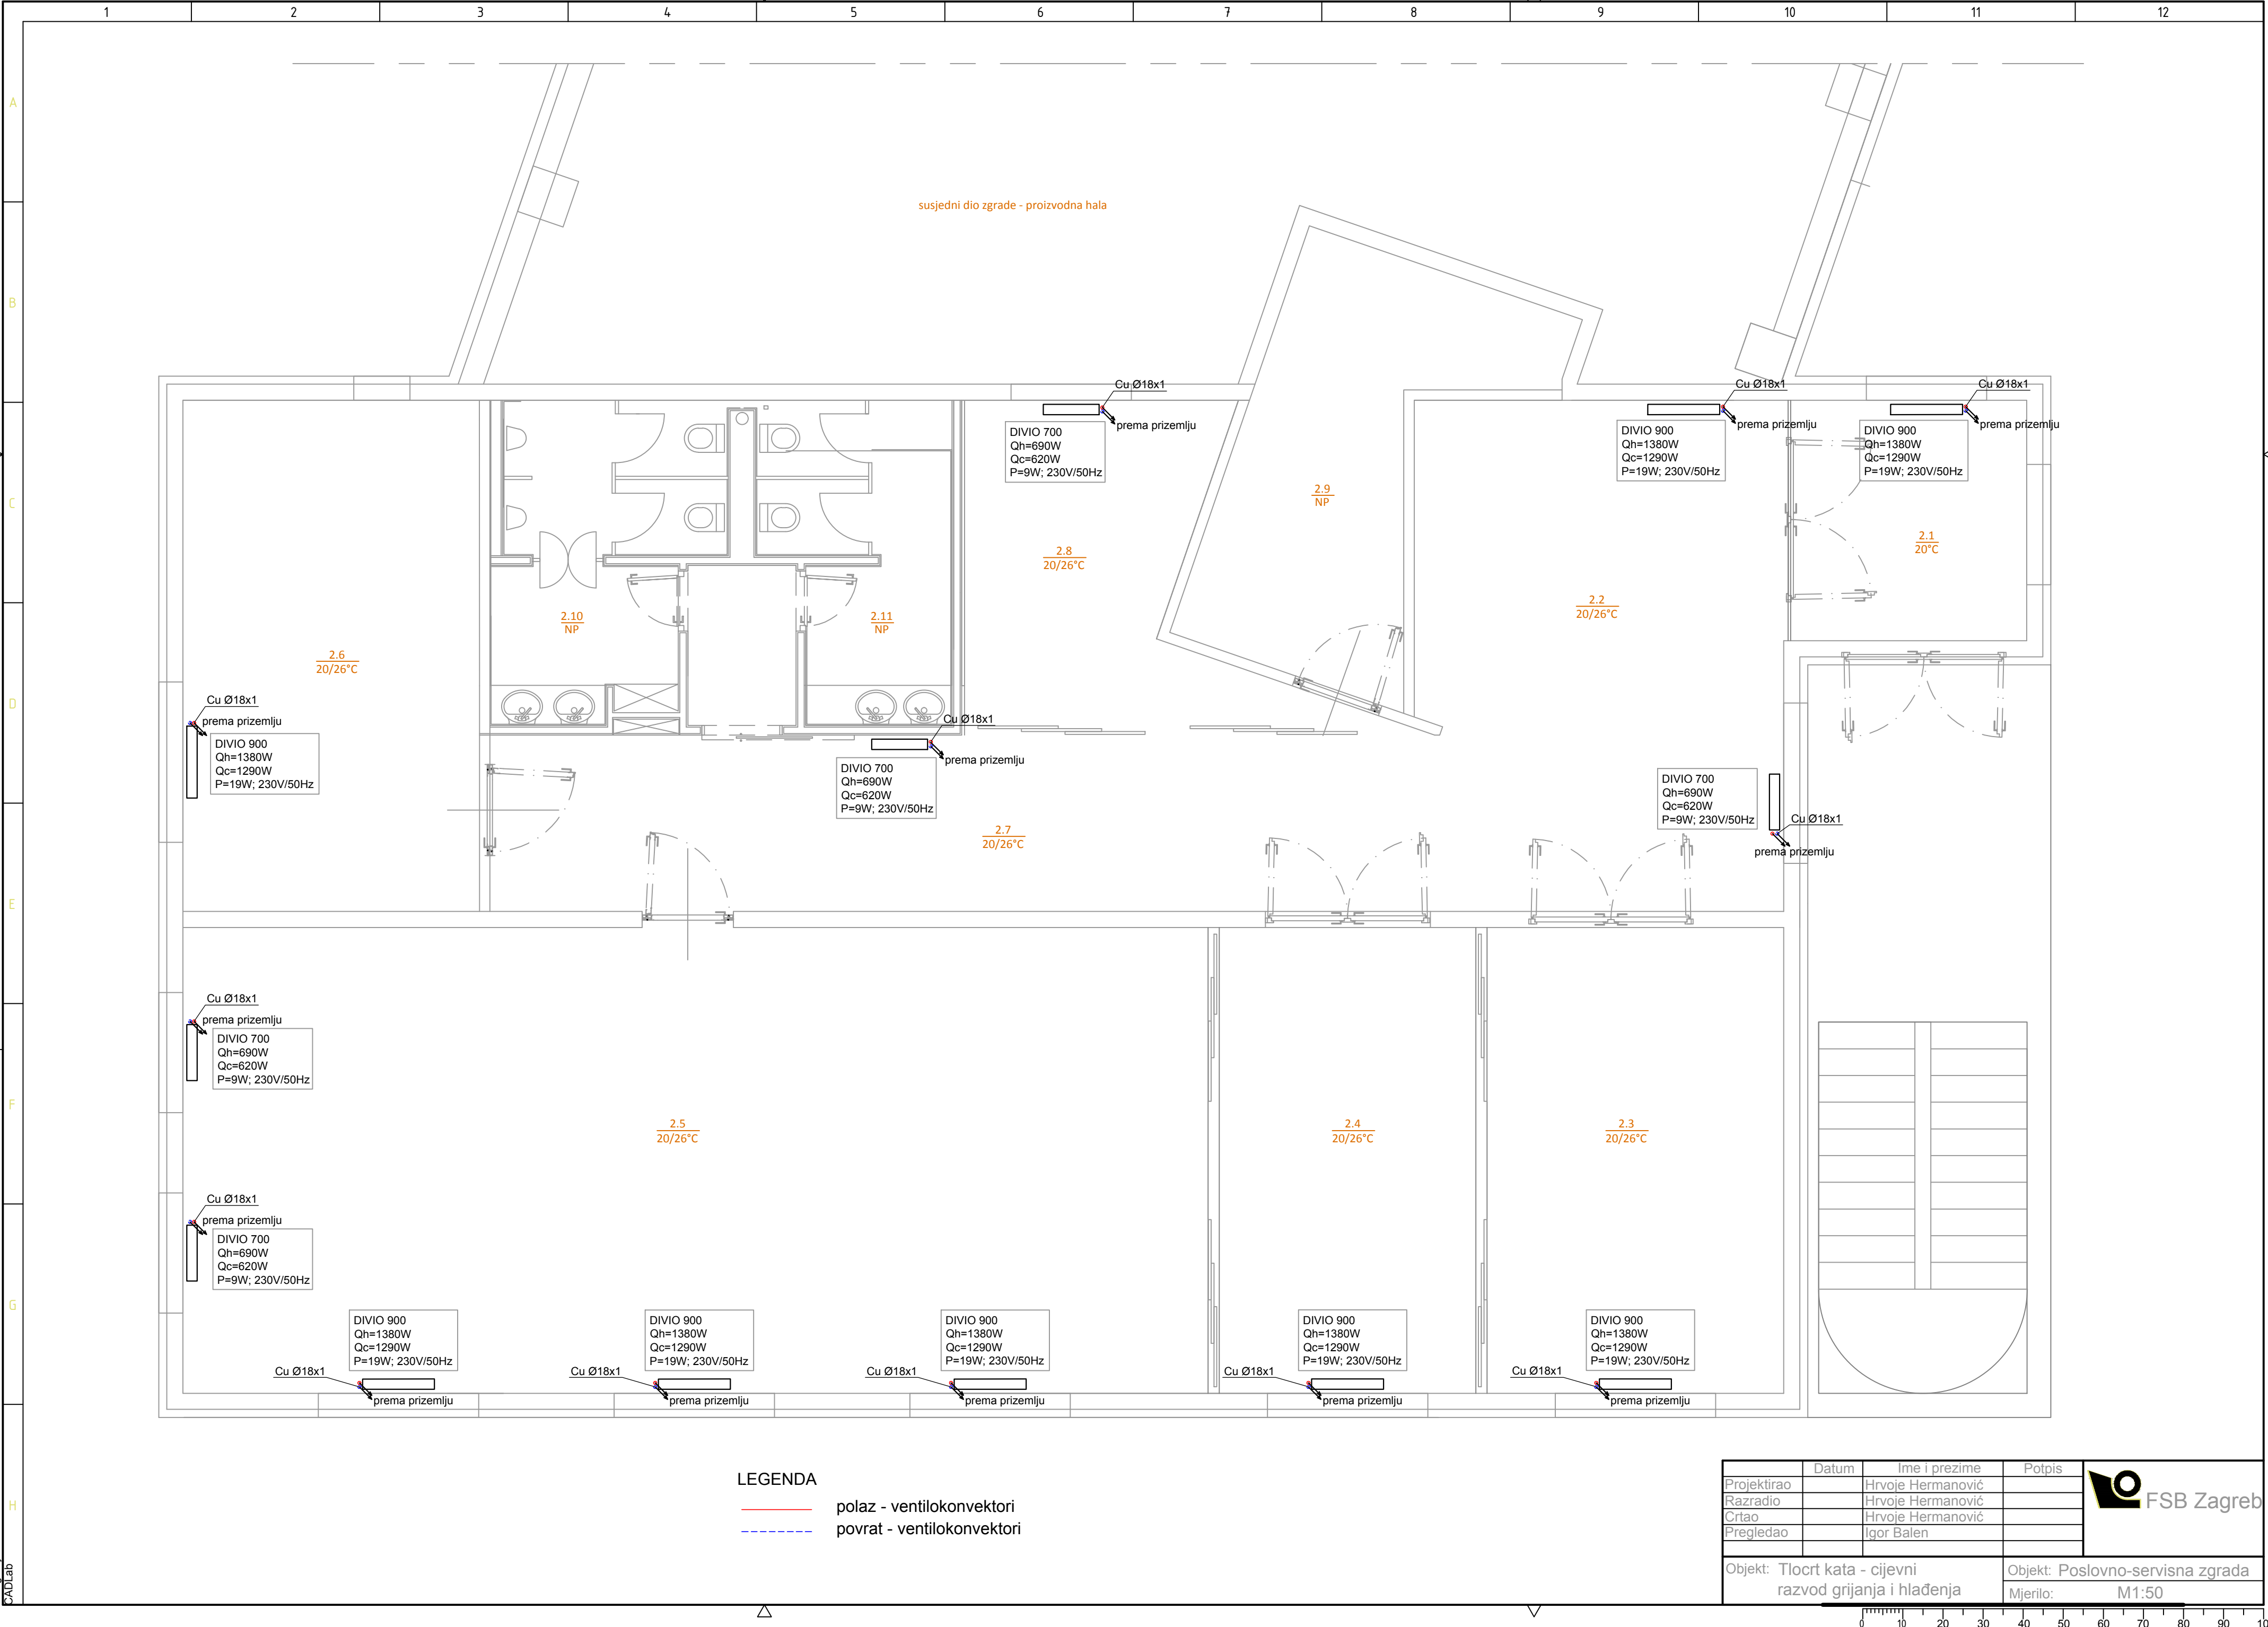 1 2 3 4 5 6 7 8 9 10 11 12
A
B
C
D
E
F
G
H
susjedni dio zgrade - proizvodna hala
Cu Ø18x1
prema prizemlju
DIVIO 700
Qh=690W
Qc=620W
P=9W; 230V/50Hz
Cu Ø18x1
prema prizemlju
DIVIO 900
Qh=1380W
Qc=1290W
P=19W; 230V/50Hz
Cu Ø18x1
prema prizemlju
DIVIO 900
Qh=1380W
Qc=1290W
P=19W; 230V/50Hz
2.9
NP
2.8
20/26°C
2.1
20°C
2.2
20/26°C
2.10
NP
2.11
NP
2.6
20/26°C
Cu Ø18x1
prema prizemlju
DIVIO 900
Qh=1380W
Qc=1290W
P=19W; 230V/50Hz
Cu Ø18x1
prema prizemlju
DIVIO 700
Qh=690W
Qc=620W
P=9W; 230V/50Hz
DIVIO 700
Qh=690W
Qc=620W
P=9W; 230V/50Hz
Cu Ø18x1
prema prizemlju
2.7
20/26°C
Cu Ø18x1
prema prizemlju
DIVIO 700
Qh=690W
Qc=620W
P=9W; 230V/50Hz
2.5
20/26°C
2.4
20/26°C
2.3
20/26°C
Cu Ø18x1
prema prizemlju
DIVIO 700
Qh=690W
Qc=620W
P=9W; 230V/50Hz
DIVIO 900
Qh=1380W
Qc=1290W
P=19W; 230V/50Hz
Cu Ø18x1
prema prizemlju
DIVIO 900
Qh=1380W
Qc=1290W
P=19W; 230V/50Hz
Cu Ø18x1
prema prizemlju
DIVIO 900
Qh=1380W
Qc=1290W
P=19W; 230V/50Hz
Cu Ø18x1
prema prizemlju
DIVIO 900
Qh=1380W
Qc=1290W
P=19W; 230V/50Hz
Cu Ø18x1
prema prizemlju
DIVIO 900
Qh=1380W
Qc=1290W
P=19W; 230V/50Hz
Cu Ø18x1
prema prizemlju
LEGENDA
polaz - ventilokonvektori
povrat - ventilokonvektori
Datum Ime i prezime Potpis
Projektirao Hrvoje Hermanović
Razradio Hrvoje Hermanović
Crtao Hrvoje Hermanović
Pregledao Igor Balen
FSB Zagreb
Objekt: Tlocrt kata - cijevni
razvod grijanja i hlađenja
Objekt: Poslovno-servisna zgrada
Mjerilo: M1:50
CADLab
0 10 20 30 40 50 60 70 80 90 10